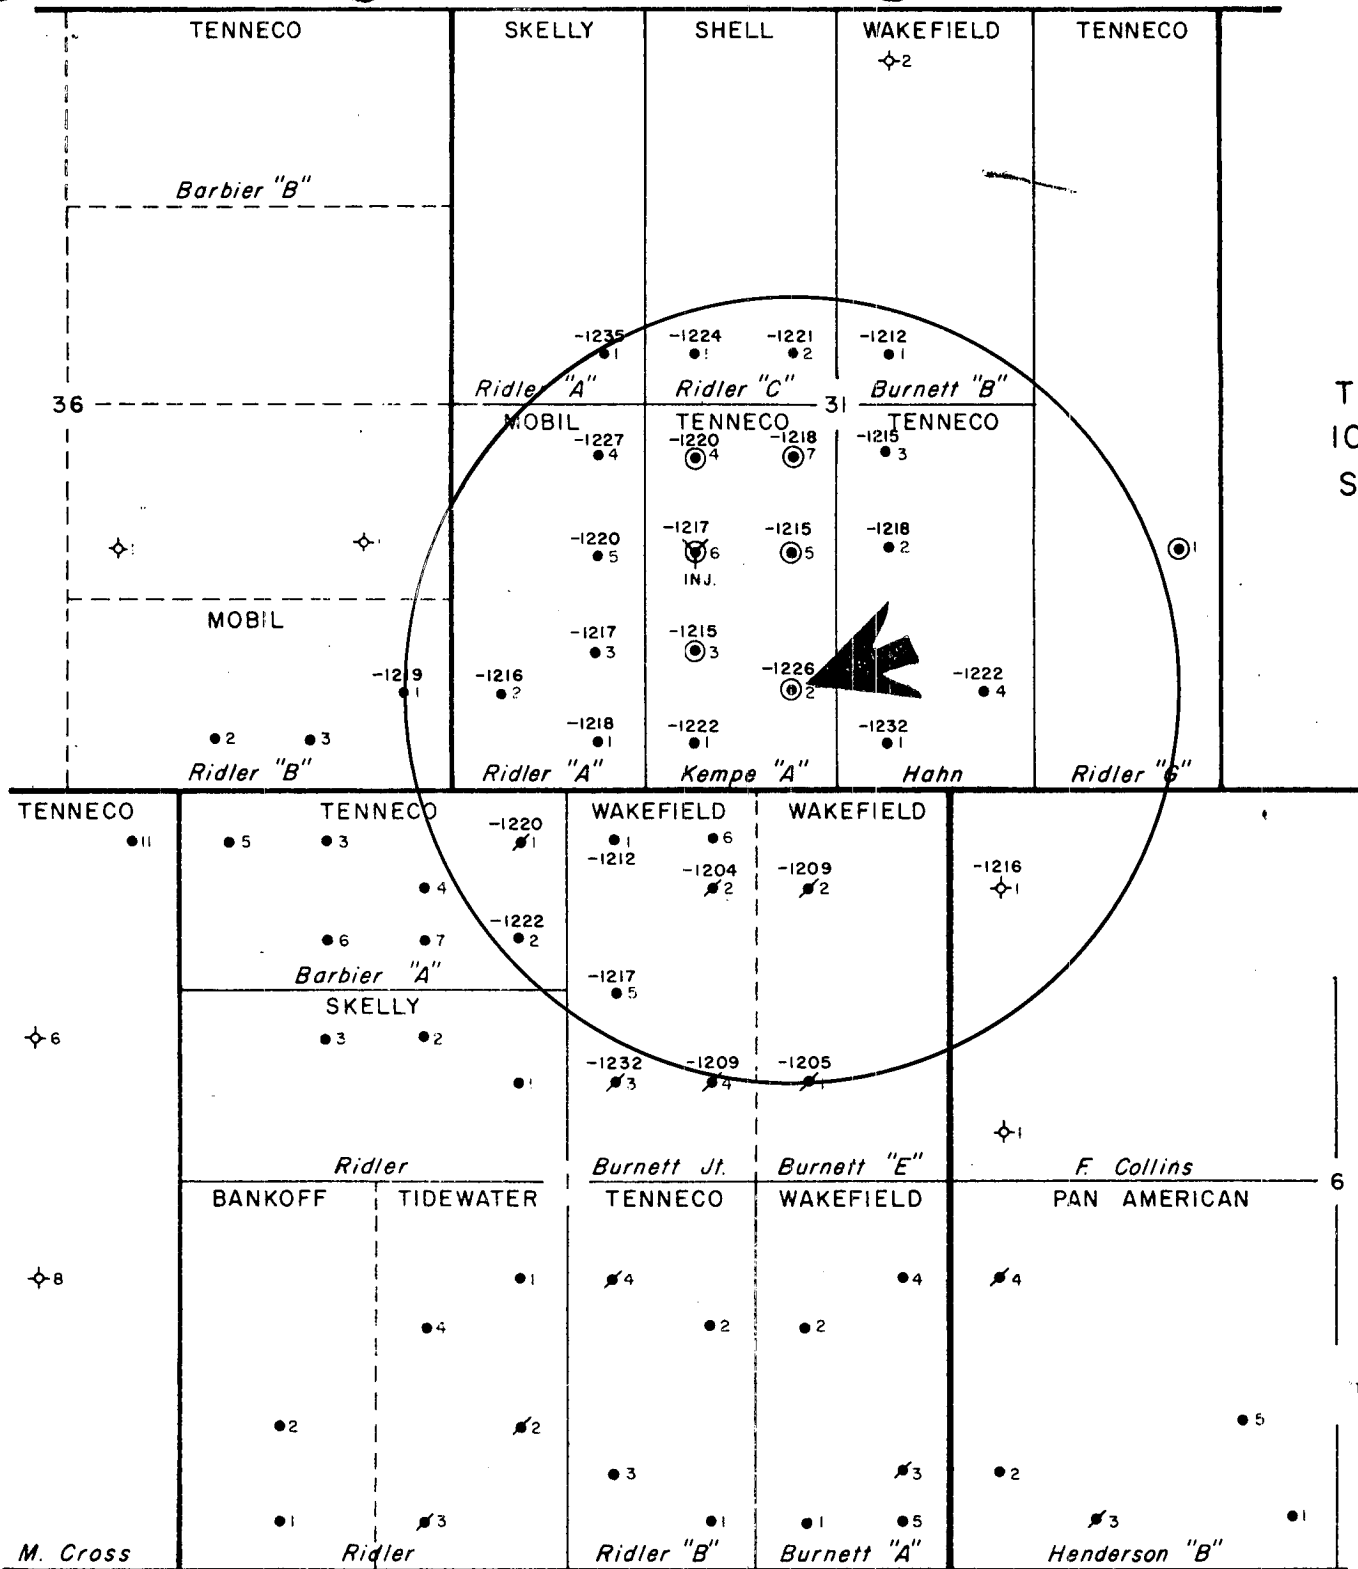 TENNECO SKELLY SHELL WAKEFIELD TENNECO
2
Barbier "B"
-1235 -1224 -1221 -1212
1 1 2 1
Ridler "A" Ridler "C" Burnett "B"
36 31
MOBIL TENNECO TENNECO
T
-1227 -1220 -1218 -1215
4 4 7 3
10
S
-1220 -1217 -1215 -1218
1 1 5 6 5 2 1
INJ.
MOBIL
-1217 -1215
3 3
-1219 -1216 -1226 -1222
1 2 2 4
-1218 -1222 -1232
2 3 1 1 1
Ridler "B" Ridler "A" Kempe "A" Hahn Ridler "G"
TENNECO TENNECO WAKEFIELD WAKEFIELD
-1220
11 5 3 1 1 6
-1212
-1204 -1209 -1216
4 2 2 1
-1222
6 7 2
Barbier "A"
-1217
5
SKELLY
6 3 2
-1232 -1209 -1205
1 3 4 1
1
Ridler Burnett Jt. Burnett "E" F. Collins
6
BANKOFF TIDEWATER TENNECO WAKEFIELD PAN AMERICAN
8 1 4 4 4
4 2 2
2 2 5
3 3 2
1 3 1 1 5 3 1
M. Cross Ridler Ridler "B" Burnett "A" Henderson "B"